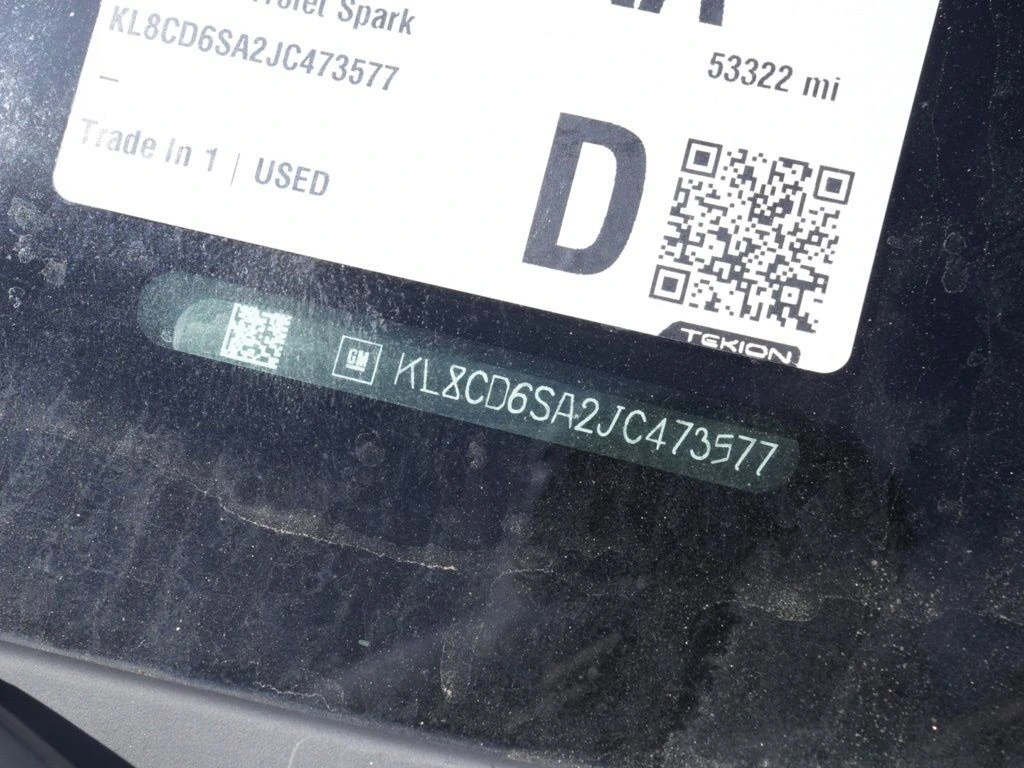 Spark
KL8CD6SA2JC473577
53322 mi
—
Trade In 1 | USED
D
TEKION
GM KL8CD6SA2JC473577